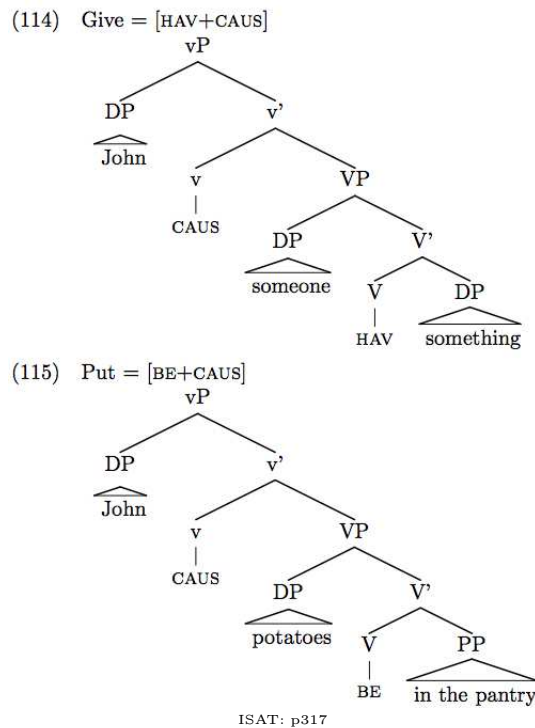 (114) Give = [HAV+CAUS]
vP
DP v’
John
v VP
CAUS
DP V’
someone
V DP
HAV something
(115) Put = [BE+CAUS]
vP
DP v’
John
v VP
CAUS
DP V’
potatoes
V PP
BE in the pantry
ISAT: p317